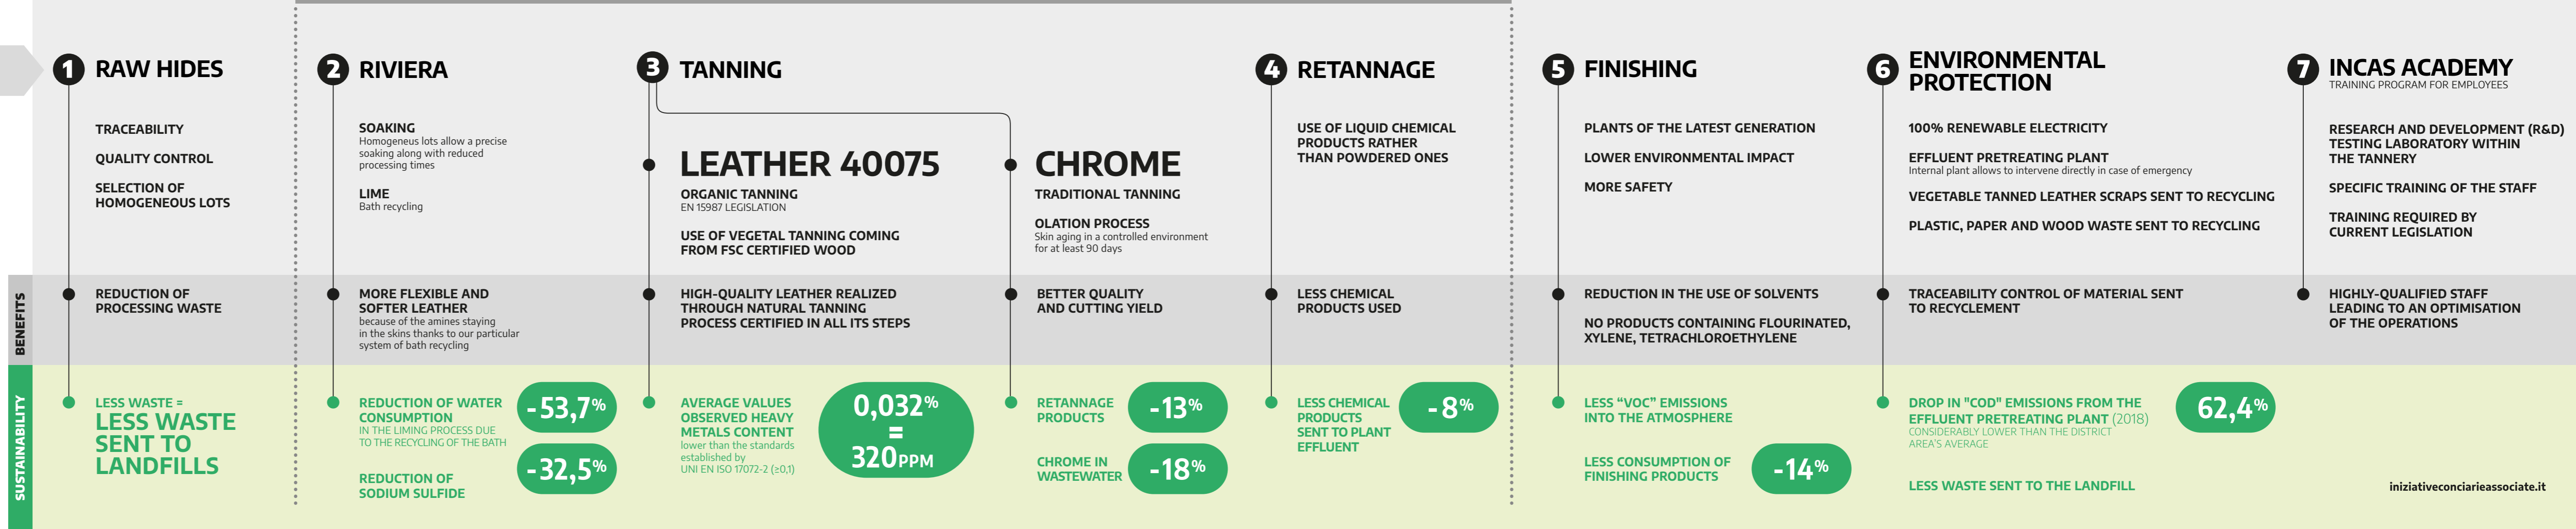 1 RAW HIDES
TRACEABILITY
QUALITY CONTROL
SELECTION OF
HOMOGENEOUS LOTS
2 RIVIERA
SOAKING
Homogeneus lots allow a precise
soaking along with reduced
processing times
LIME
Bath recycling
3 TANNING
LEATHER 40075
ORGANIC TANNING
EN 15987 LEGISLATION
USE OF VEGETAL TANNING COMING
FROM FSC CERTIFIED WOOD
CHROME
TRADITIONAL TANNING
OLATION PROCESS
Skin aging in a controlled environment
for at least 90 days
4 RETANNAGE
USE OF LIQUID CHEMICAL
PRODUCTS RATHER
THAN POWDERED ONES
5 FINISHING
PLANTS OF THE LATEST GENERATION
LOWER ENVIRONMENTAL IMPACT
MORE SAFETY
6 ENVIRONMENTAL
PROTECTION
100% RENEWABLE ELECTRICITY
EFFLUENT PRETREATING PLANT
Internal plant allows to intervene directly in case of emergency
VEGETABLE TANNED LEATHER SCRAPS SENT TO RECYCLING
PLASTIC, PAPER AND WOOD WASTE SENT TO RECYCLING
7 INCAS ACADEMY
TRAINING PROGRAM FOR EMPLOYEES
RESEARCH AND DEVELOPMENT (R&D)
TESTING LABORATORY WITHIN
THE TANNERY
SPECIFIC TRAINING OF THE STAFF
TRAINING REQUIRED BY
CURRENT LEGISLATION
BENEFITS
REDUCTION OF
PROCESSING WASTE
MORE FLEXIBLE AND
SOFTER LEATHER
because of the amines staying
in the skins thanks to our particular
system of bath recycling
HIGH-QUALITY LEATHER REALIZED
THROUGH NATURAL TANNING
PROCESS CERTIFIED IN ALL ITS STEPS
BETTER QUALITY
AND CUTTING YIELD
LESS CHEMICAL
PRODUCTS USED
REDUCTION IN THE USE OF SOLVENTS
NO PRODUCTS CONTAINING FLOURINATED,
XYLENE, TETRACHLOROETHYLENE
TRACEABILITY CONTROL OF MATERIAL SENT
TO RECYCLEMENT
HIGHLY-QUALIFIED STAFF
LEADING TO AN OPTIMISATION
OF THE OPERATIONS
SUSTAINABILITY
LESS WASTE =
LESS WASTE
SENT TO
LANDFILLS
REDUCTION OF WATER
CONSUMPTION
IN THE LIMING PROCESS DUE
TO THE RECYCLING OF THE BATH
-53,7%
REDUCTION OF
SODIUM SULFIDE
-32,5%
AVERAGE VALUES
OBSERVED HEAVY
METALS CONTENT
lower than the standards
established by
UNI EN ISO 17072-2 (≥0,1)
0,032%
=
320 PPM
RETANNAGE
PRODUCTS
-13%
CHROME IN
WASTEWATER
-18%
LESS CHEMICAL
PRODUCTS
SENT TO PLANT
EFFLUENT
-8%
LESS “VOC” EMISSIONS
INTO THE ATMOSPHERE
LESS CONSUMPTION OF
FINISHING PRODUCTS
-14%
DROP IN "COD" EMISSIONS FROM THE
EFFLUENT PRETREATING PLANT (2018)
CONSIDERABLY LOWER THAN THE DISTRICT
AREA'S AVERAGE
62,4%
LESS WASTE SENT TO THE LANDFILL
iniziativeconciarieassociate.it